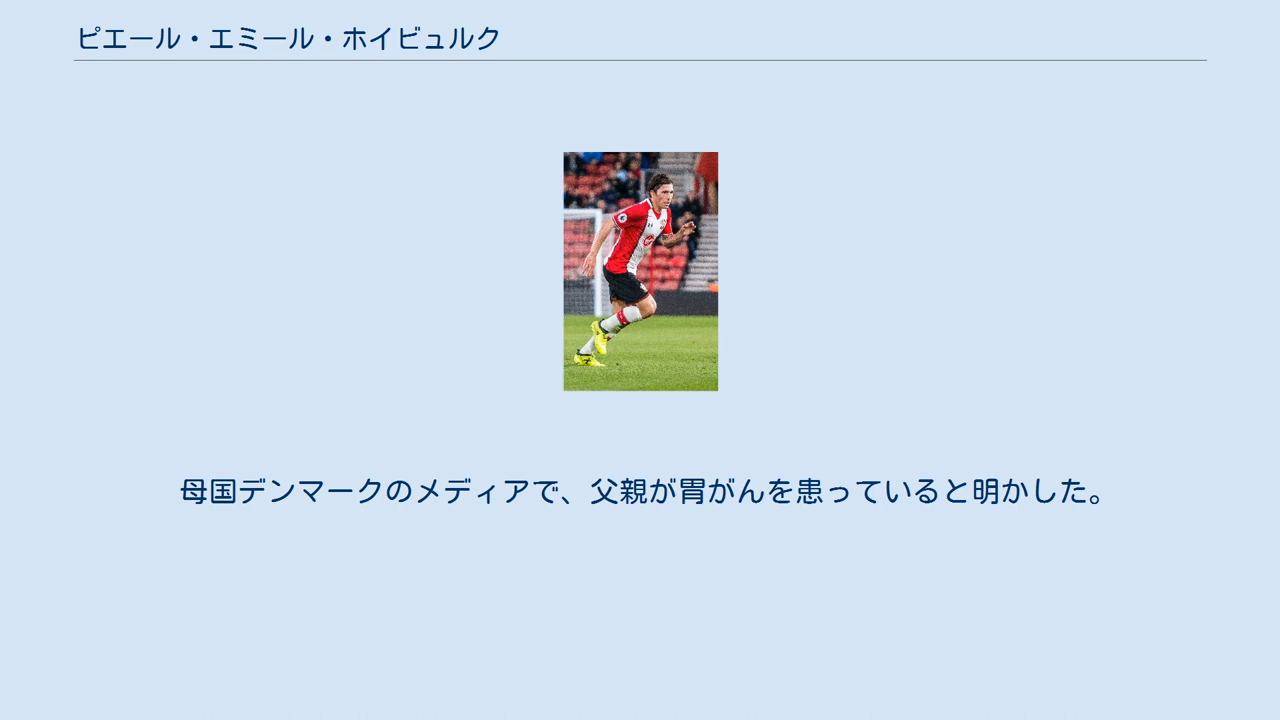 ピエール・エミール・ホイビュルク
母国デンマークのメディアで、父親が胃がんを患っていると明かした。